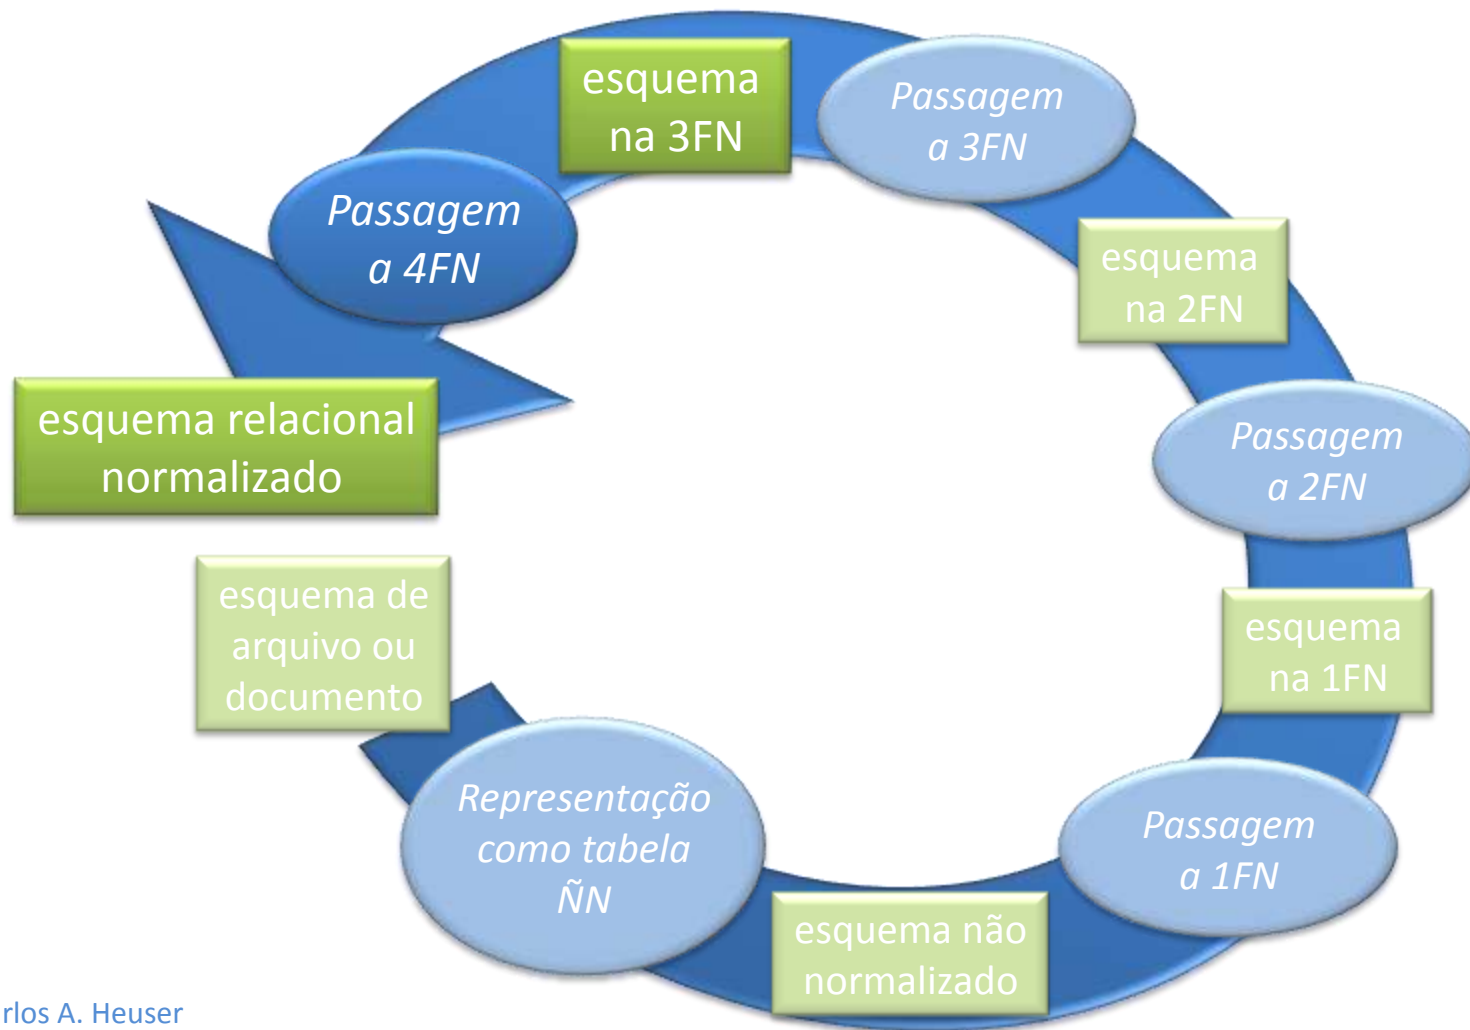 esquema
na 3FN
Passagem
a 3FN
Passagem
a 4FN
esquema
na 2FN
esquema relacional
normalizado
Passagem
a 2FN
esquema de
arquivo ou
documento
esquema
na 1FN
Representação
como tabela
ÑN
Passagem
a 1FN
esquema não
normalizado
rlos A. Heuser